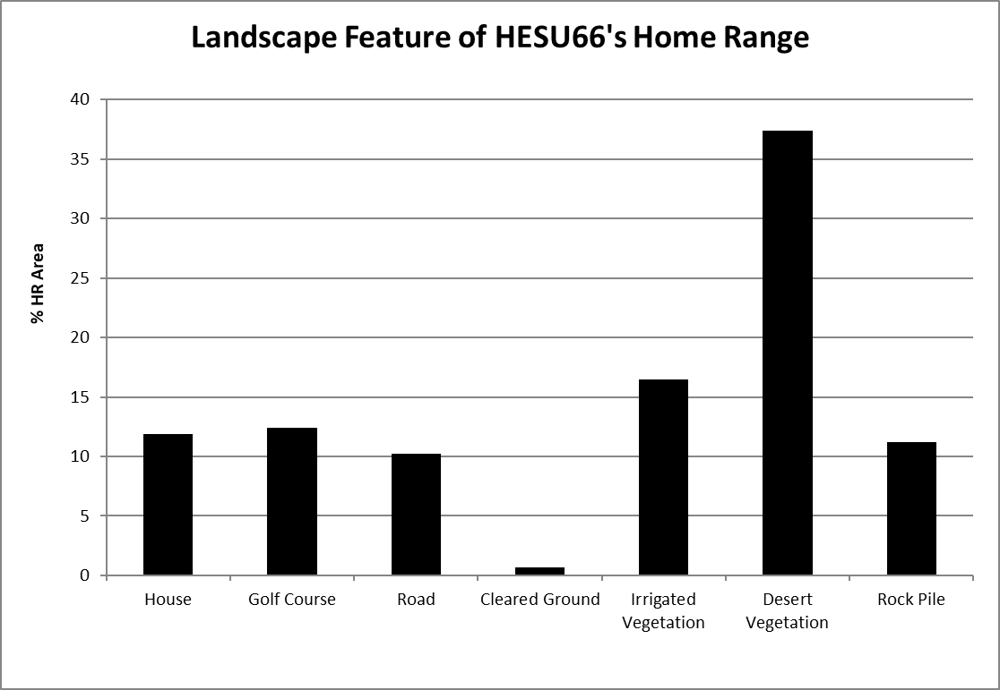 Landscape Feature of HESU66's Home Range
40
35
30
25
20
15
10
5
0
% HR Area
House
Golf Course
Road
Cleared Ground
Irrigated
Vegetation
Desert
Vegetation
Rock Pile